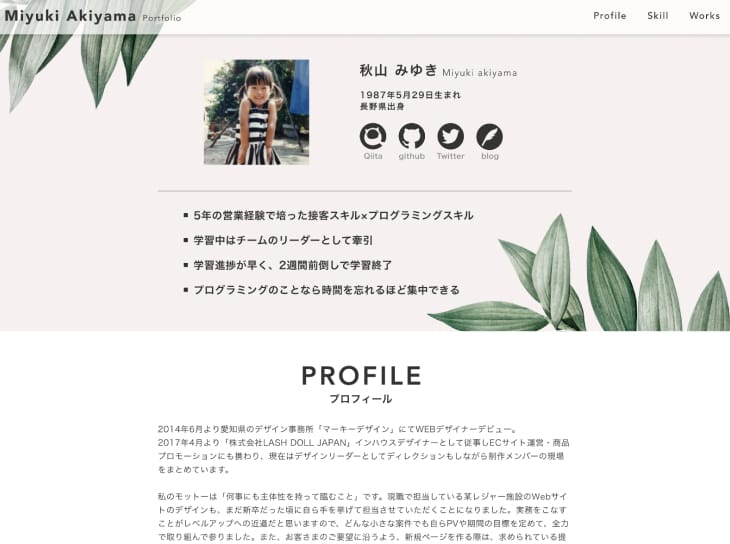 Miyuki Akiyama Portfolio
Profile Skill Works
秋山 みゆき Miyuki akiyama
1987年5月29日生まれ
長野県出身
Qiita github Twitter blog
5年の営業経験で培った接客スキル×プログラミングスキル
学習中はチームのリーダーとして牽引
学習進捗が早く、2週間前倒しで学習終了
プログラミングのことなら時間を忘れるほど集中できる
PROFILE
プロフィール
2014年6月より愛知県のデザイン事務所「マーキーデザイン」にてWEBデザイナーデビュー。
2017年4月より「株式会社LASH DOLL JAPAN」インハウスデザイナーとして従事しECサイト運営・商品
プロモーションにも携わり、現在はデザインリーダーとしてディレクションもしながら制作メンバーの現場
をまとめています。
私のモットーは「何事にも主体性を持って臨むこと」です。現職で担当している某レジャー施設のWebサイ
トのデザインも、まだ新卒だった頃に自ら手を挙げて担当させていただくことになりました。実務をこなす
ことがレベルアップへの近道だと思いますので、どんな小さな案件でも自らPVや期間の目標を定めて、全力
で取り組んで参りました。また、お客さまのご要望に沿うよう、新規ページを作る際は、求められている提